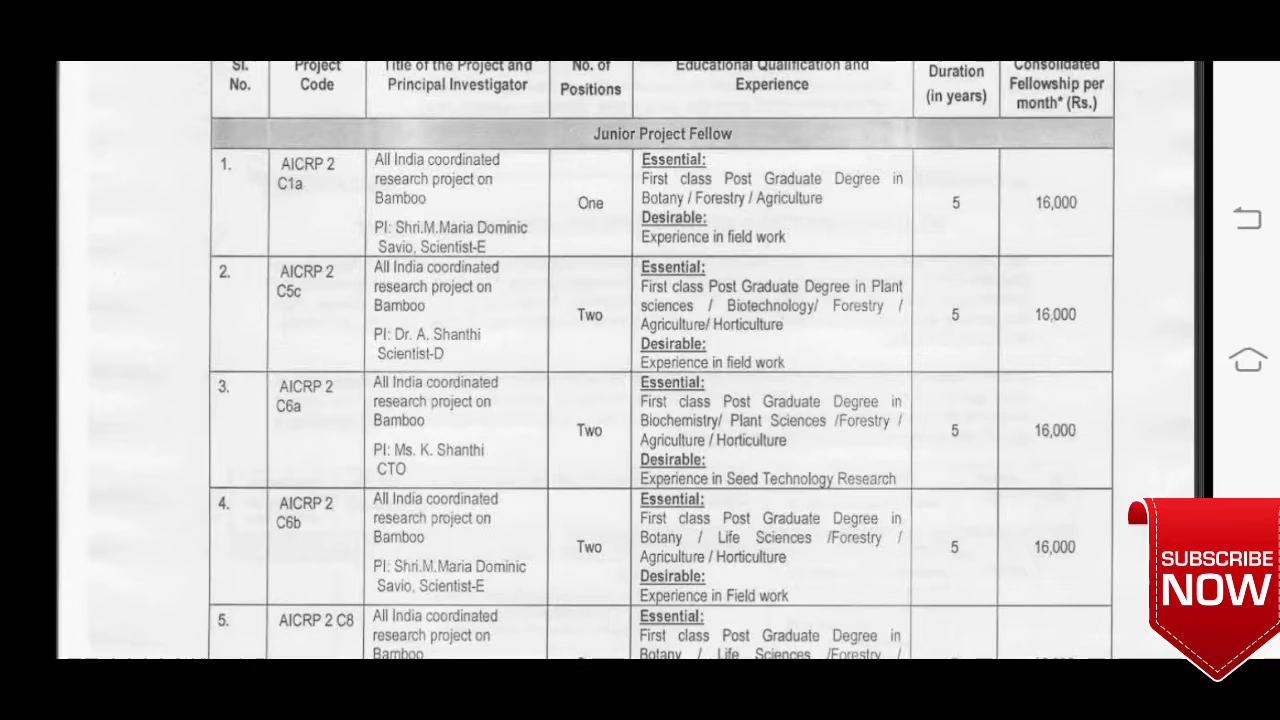 Sl.
No.
Project
Code
Title of the Project and
Principal Investigator
No. of
Positions
Educational Qualification and
Experience
Duration
(in years)
Consolidated
Fellowship per
month* (Rs.)
Junior Project Fellow
1.
AICRP 2
C1a
All India coordinated
research project on
Bamboo
PI: Shri.M.Maria Dominic
Savio, Scientist-E
One
Essential:
First class Post Graduate Degree in
Botany / Forestry / Agriculture
Desirable:
Experience in field work
5
16,000
2.
AICRP 2
C5c
All India coordinated
research project on
Bamboo
PI: Dr. A. Shanthi
Scientist-D
Two
Essential:
First class Post Graduate Degree in Plant
sciences / Biotechnology/ Forestry /
Agriculture/ Horticulture
Desirable:
Experience in field work
5
16,000
3.
AICRP 2
C6a
All India coordinated
research project on
Bamboo
PI: Ms. K. Shanthi
CTO
Two
Essential:
First class Post Graduate Degree in
Biochemistry/ Plant Sciences /Forestry /
Agriculture / Horticulture
Desirable:
Experience in Seed Technology Research
5
16,000
4.
AICRP 2
C6b
All India coordinated
research project on
Bamboo
PI: Shri.M.Maria Dominic
Savio, Scientist-E
Two
Essential:
First class Post Graduate Degree in
Botany / Life Sciences /Forestry /
Agriculture / Horticulture
Desirable:
Experience in Field work
5
16,000
5.
AICRP 2 C8
All India coordinated
research project on
Bamboo
Essential:
First class Post Graduate Degree in
Botany / Life Sciences /Forestry /
SUBSCRIBE
NOW